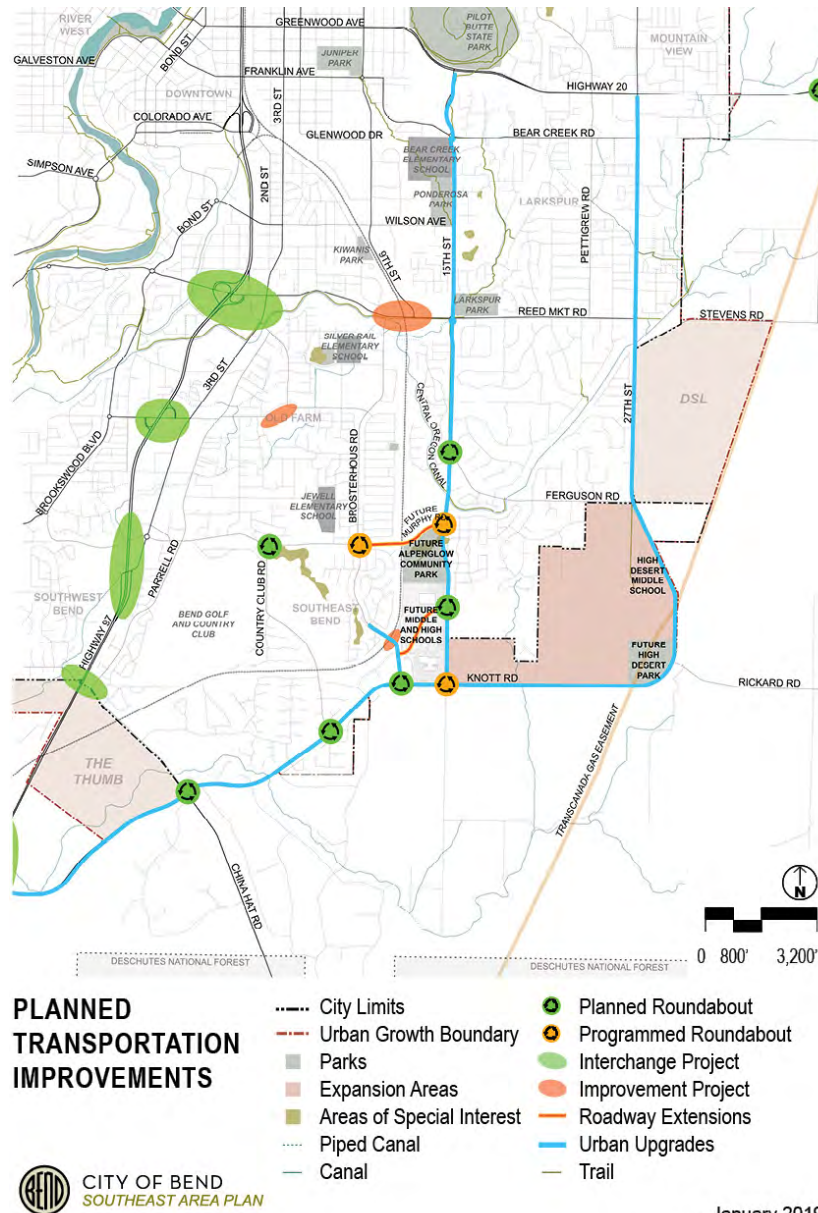 RIVER
WEST
GREENWOOD AVE
PILOT
BUTTE
STATE
PARK
MOUNTAIN
VIEW
GALVESTON AVE
BOND ST
JUNIPER
PARK
FRANKLIN AVE
HIGHWAY 20
DOWNTOWN
3RD ST
COLORADO AVE
GLENWOOD DR
BEAR CREEK RD
BEAR CREEK
ELEMENTARY
SCHOOL
SIMPSON AVE
2ND ST
PONDEROSA
PARK
LARKSPUR
PETTIGREW RD
BOND ST
WILSON AVE
KIWANIS
PARK
9TH ST
15TH ST
LARKSPUR
PARK
REED MKT RD
STEVENS RD
SILVER RAIL
ELEMENTARY
SCHOOL
3RD ST
27TH ST
DSL
OLD FARM
CENTRAL OREGON CANAL
BROOKSWOOD BLVD
BROSTERHOUS RD
JEWELL
ELEMENTARY
SCHOOL
FERGUSON RD
FUTURE
MURPHY RD
FUTURE
ALPENGLOW
COMMUNITY
PARK
PARRELL RD
COUNTRY CLUB RD
HIGH
DESERT
MIDDLE
SCHOOL
SOUTHWEST
BEND
BEND GOLF
AND COUNTRY
CLUB
SOUTHEAST
BEND
FUTURE
MIDDLE
AND HIGH
SCHOOLS
HIGHWAY 97
FUTURE
HIGH
DESERT
PARK
KNOTT RD
RICKARD RD
THE
THUMB
TRANSCANADA GAS EASEMENT
CHINA HAT RD
N
0 800' 3,200'
DESCHUTES NATIONAL FOREST
DESCHUTES NATIONAL FOREST
PLANNED
TRANSPORTATION
IMPROVEMENTS
City Limits
Urban Growth Boundary
Parks
Expansion Areas
Areas of Special Interest
Piped Canal
Canal
Planned Roundabout
Programmed Roundabout
Interchange Project
Improvement Project
Roadway Extensions
Urban Upgrades
Trail
BEND
CITY OF BEND
SOUTHEAST AREA PLAN
January 2019